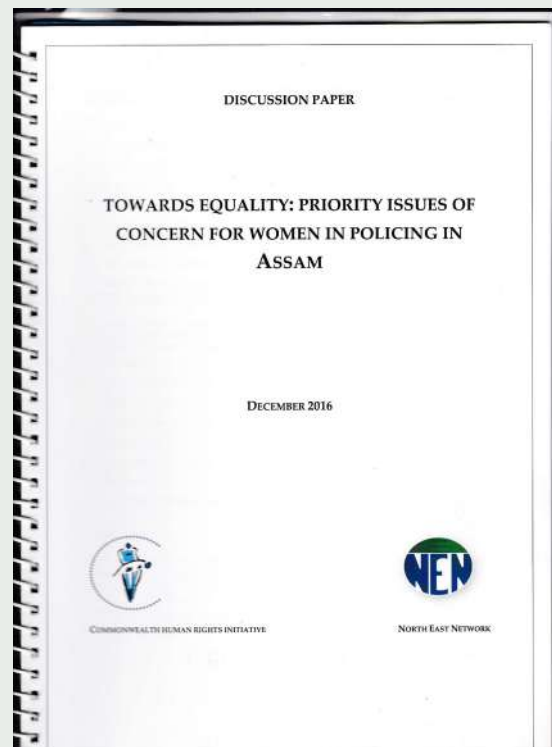 DISCUSSION PAPER
TOWARDS EQUALITY: PRIORITY ISSUES OF
CONCERN FOR WOMEN IN POLICING IN
ASSAM
DECEMBER 2016
NEN
COMMONWEALTH HUMAN RIGHTS INITIATIVE
NORTH EAST NETWORK